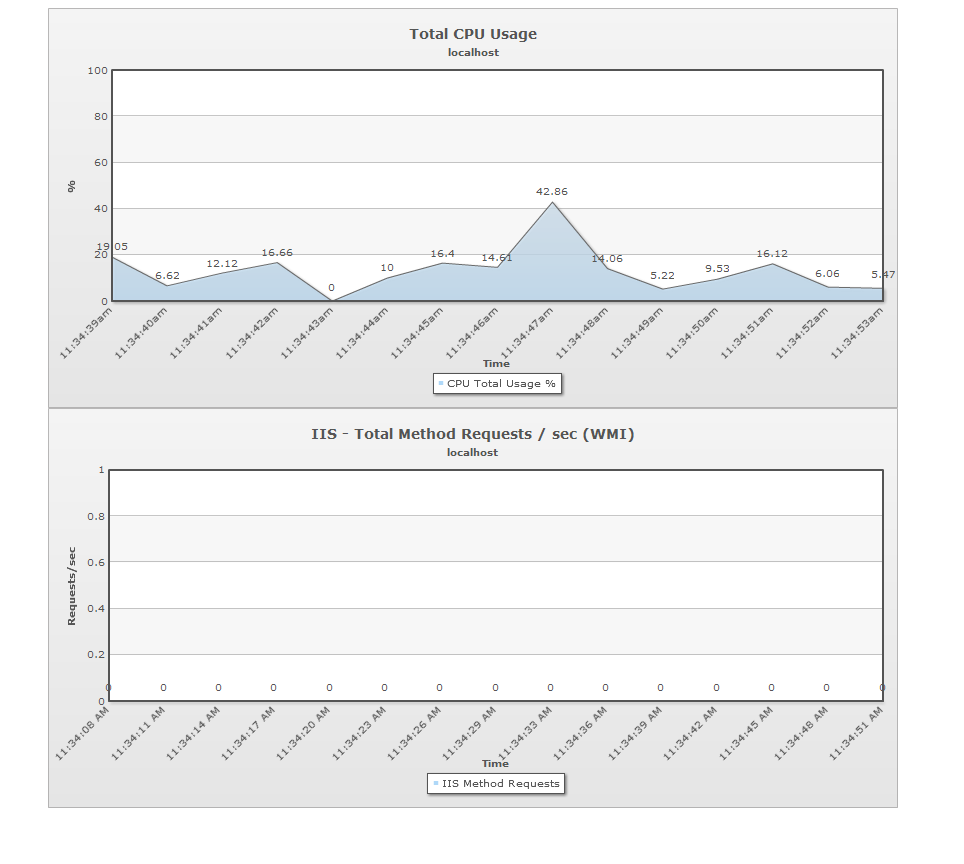 Total CPU Usage
localhost
100
80
60
40
20
0
%
19.05
6.62
12.12
16.66
0
10
16.4
14.61
42.86
14.06
5.22
9.53
16.12
6.06
5.47
11:34:39am
11:34:40am
11:34:41am
11:34:42am
11:34:43am
11:34:44am
11:34:45am
11:34:46am
11:34:47am
11:34:48am
11:34:49am
11:34:50am
11:34:51am
11:34:52am
11:34:53am
Time
CPU Total Usage %
IIS - Total Method Requests / sec (WMI)
localhost
1
0.8
0.6
0.4
0.2
0
Requests/sec
0 0 0 0 0 0 0 0 0 0 0 0 0 0 0
11:34:08 AM
11:34:11 AM
11:34:14 AM
11:34:17 AM
11:34:20 AM
11:34:23 AM
11:34:26 AM
11:34:29 AM
11:34:33 AM
11:34:36 AM
11:34:39 AM
11:34:42 AM
11:34:45 AM
11:34:48 AM
11:34:51 AM
Time
IIS Method Requests